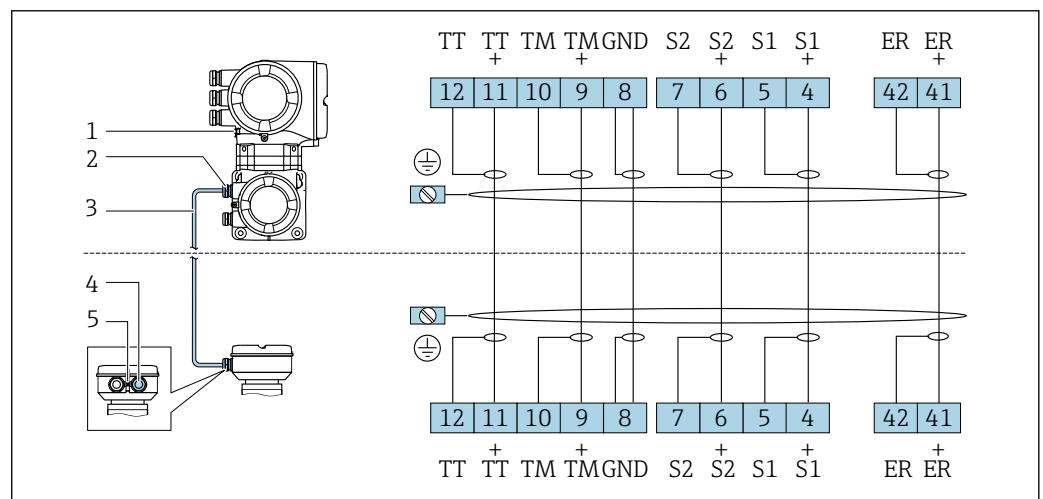 TT TT TM TM GND S2 S2 S1 S1 ER ER
+ + + + +
12 11 10 9 8 7 6 5 4 42 41
1
2
3
4
5
12 11 10 9 8 7 6 5 4 42 41
+ + + + +
TT TT TM TM GND S2 S2 S1 S1 ER ER